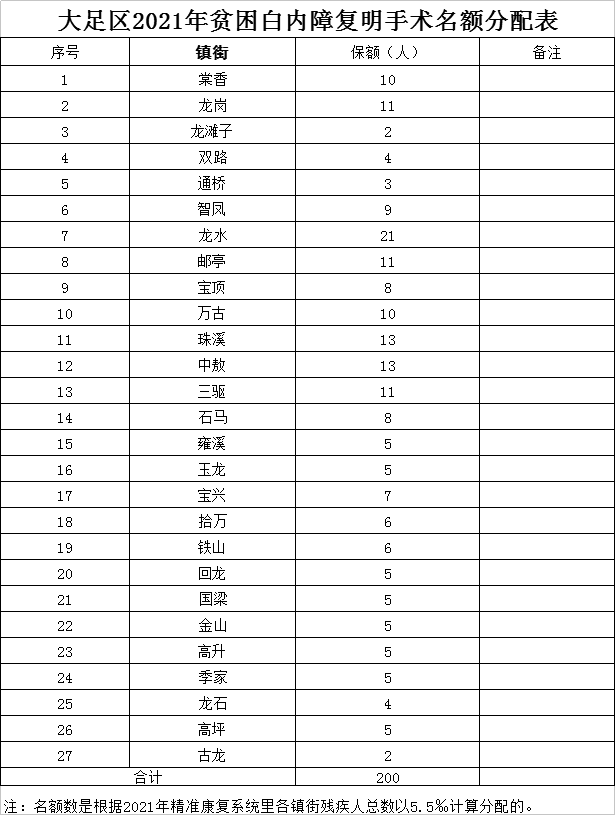 大足区2021年贫困白内障复明手术名额分配表
序号 镇街 保额（人） 备注
1 棠香 10
2 龙岗 11
3 龙滩子 2
4 双路 4
5 通桥 3
6 智凤 9
7 龙水 21
8 邮亭 11
9 宝顶 8
10 万古 10
11 珠溪 13
12 中敖 13
13 三驱 11
14 石马 8
15 雍溪 5
16 玉龙 5
17 宝兴 7
18 拾万 6
19 铁山 6
20 回龙 5
21 国梁 5
22 金山 5
23 高升 5
24 季家 5
25 龙石 4
26 高坪 5
27 古龙 2
合计 200
注：名额数是根据2021年精准康复系统里各镇街残疾人总数以5.5‰计算分配的。